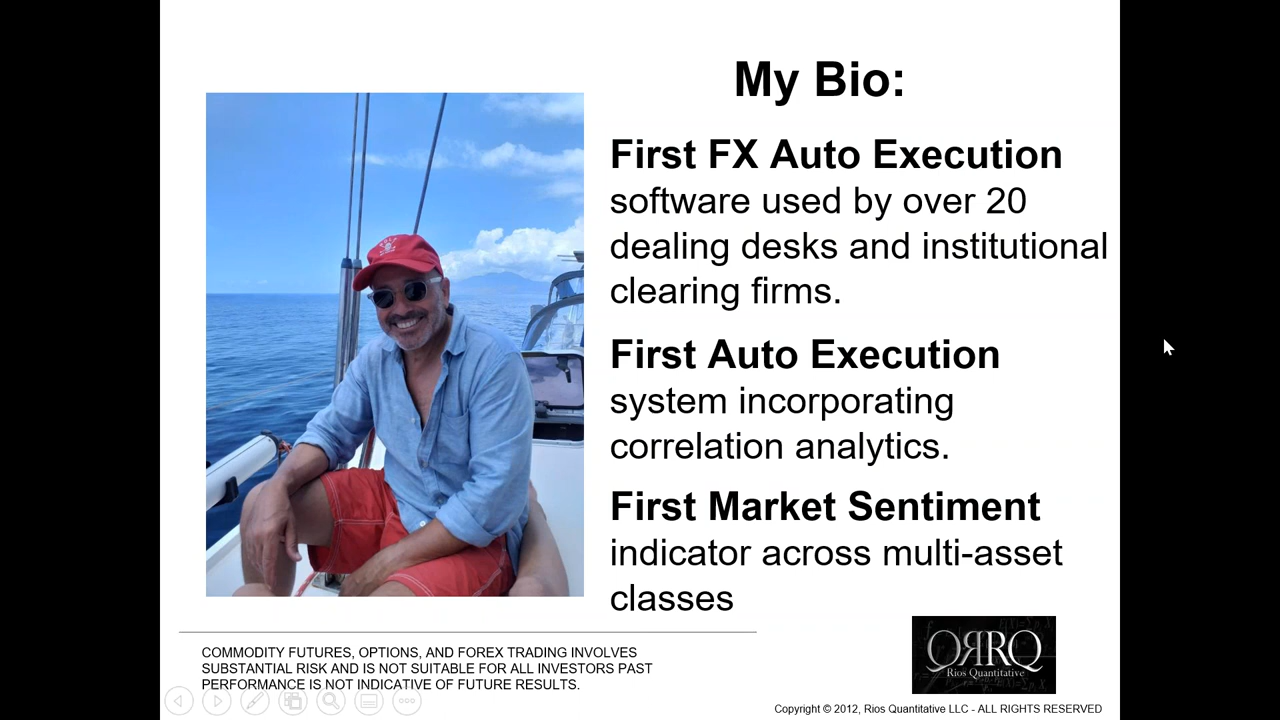 My Bio:
First FX Auto Execution
software used by over 20
dealing desks and institutional
clearing firms.
First Auto Execution
system incorporating
correlation analytics.
First Market Sentiment
indicator across multi-asset
classes
COMMODITY FUTURES, OPTIONS, AND FOREX TRADING INVOLVES
SUBSTANTIAL RISK AND IS NOT SUITABLE FOR ALL INVESTORS PAST
PERFORMANCE IS NOT INDICATIVE OF FUTURE RESULTS.
Rios Quantitative
Copyright © 2012, Rios Quantitative LLC - ALL RIGHTS RESERVED